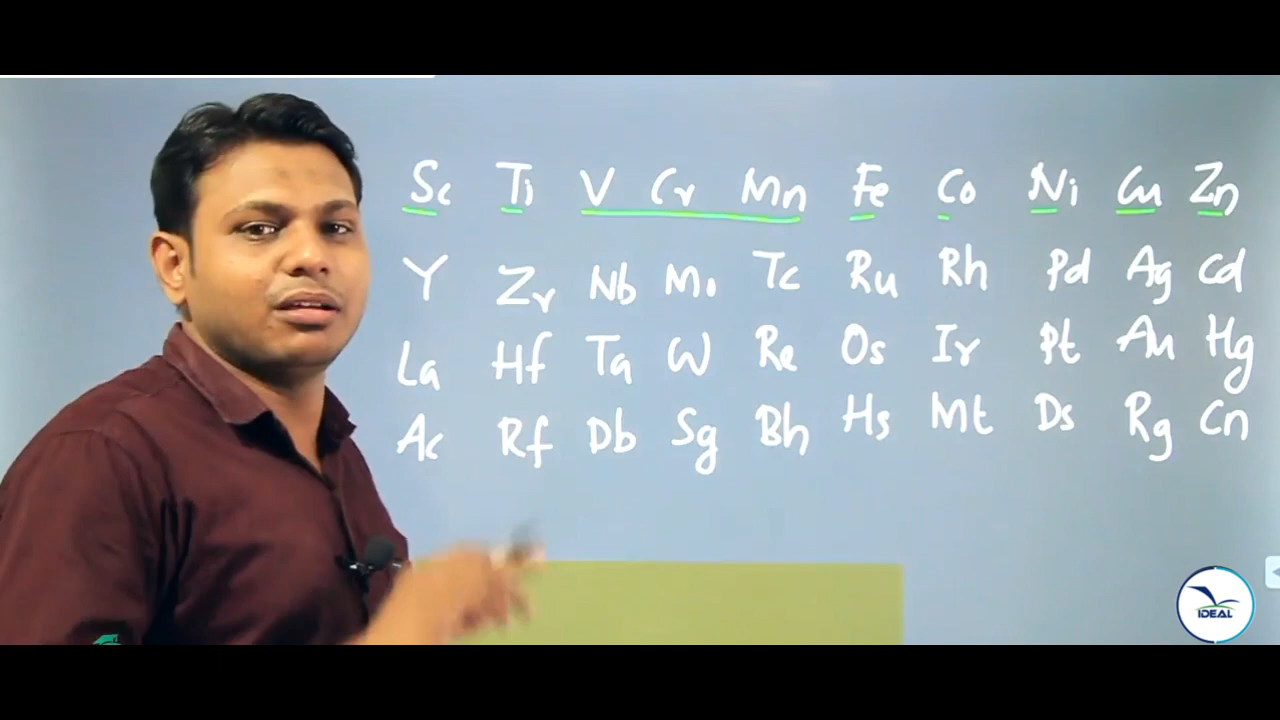 Sc Ti V Cr Mn Fe Co Ni Cu Zn
Y Zr Nb Mo Tc Ru Rh Pd Ag Cd
La Hf Ta W Re Os Ir Pt Au Hg
Ac Rf Db Sg Bh Hs Mt Ds Rg Cn
IDEAL